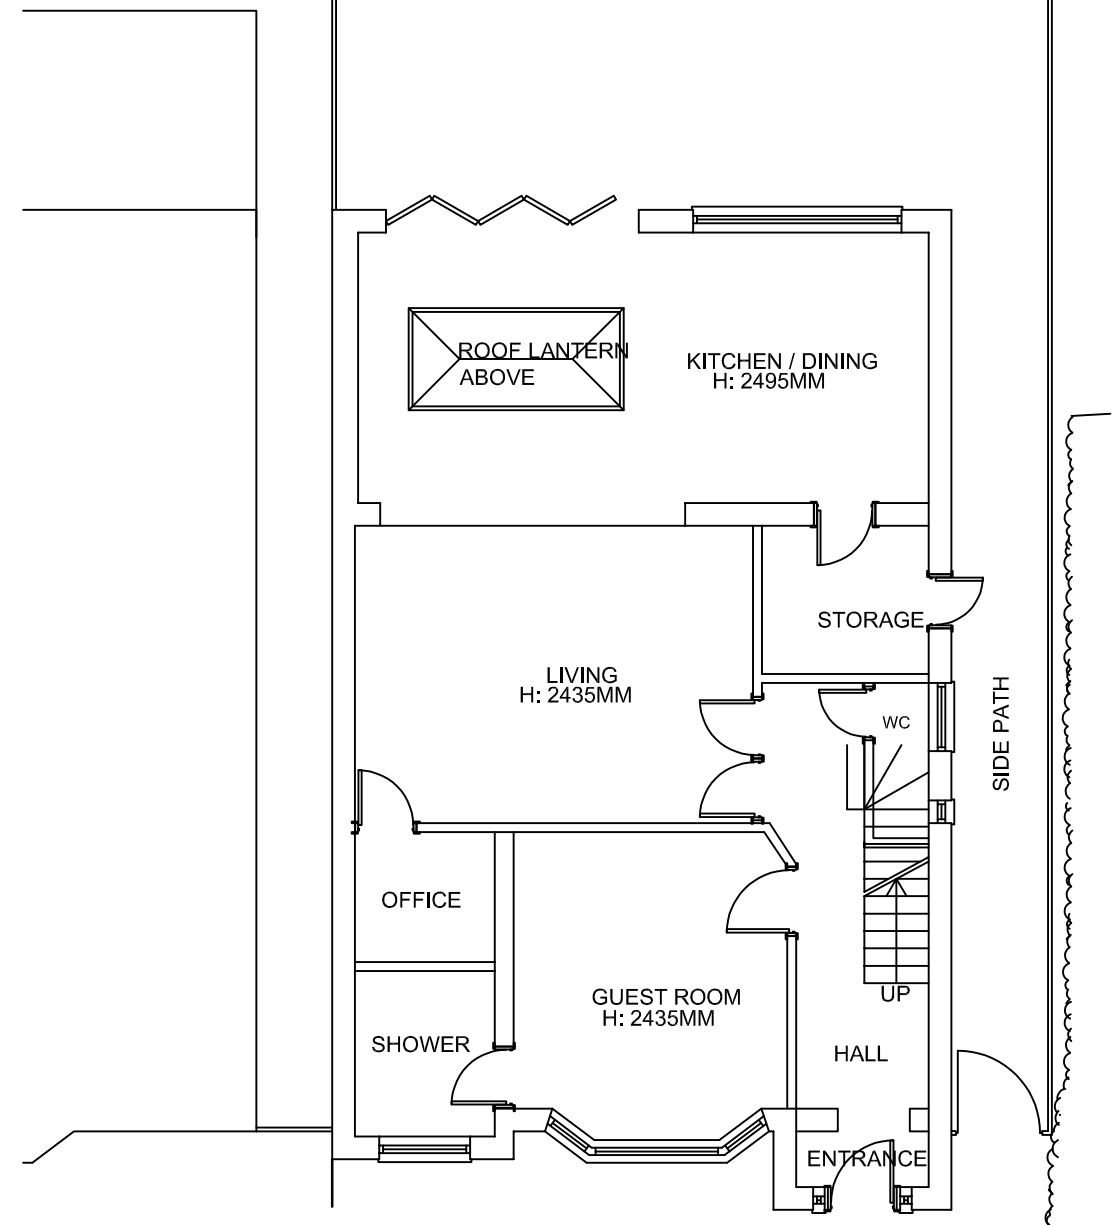 ROOF LANTERN
ABOVE
KITCHEN / DINING
H: 2495MM
STORAGE
LIVING
H: 2435MM
WC
SIDE PATH
OFFICE
GUEST ROOM
H: 2435MM
UP
SHOWER
HALL
ENTRANCE